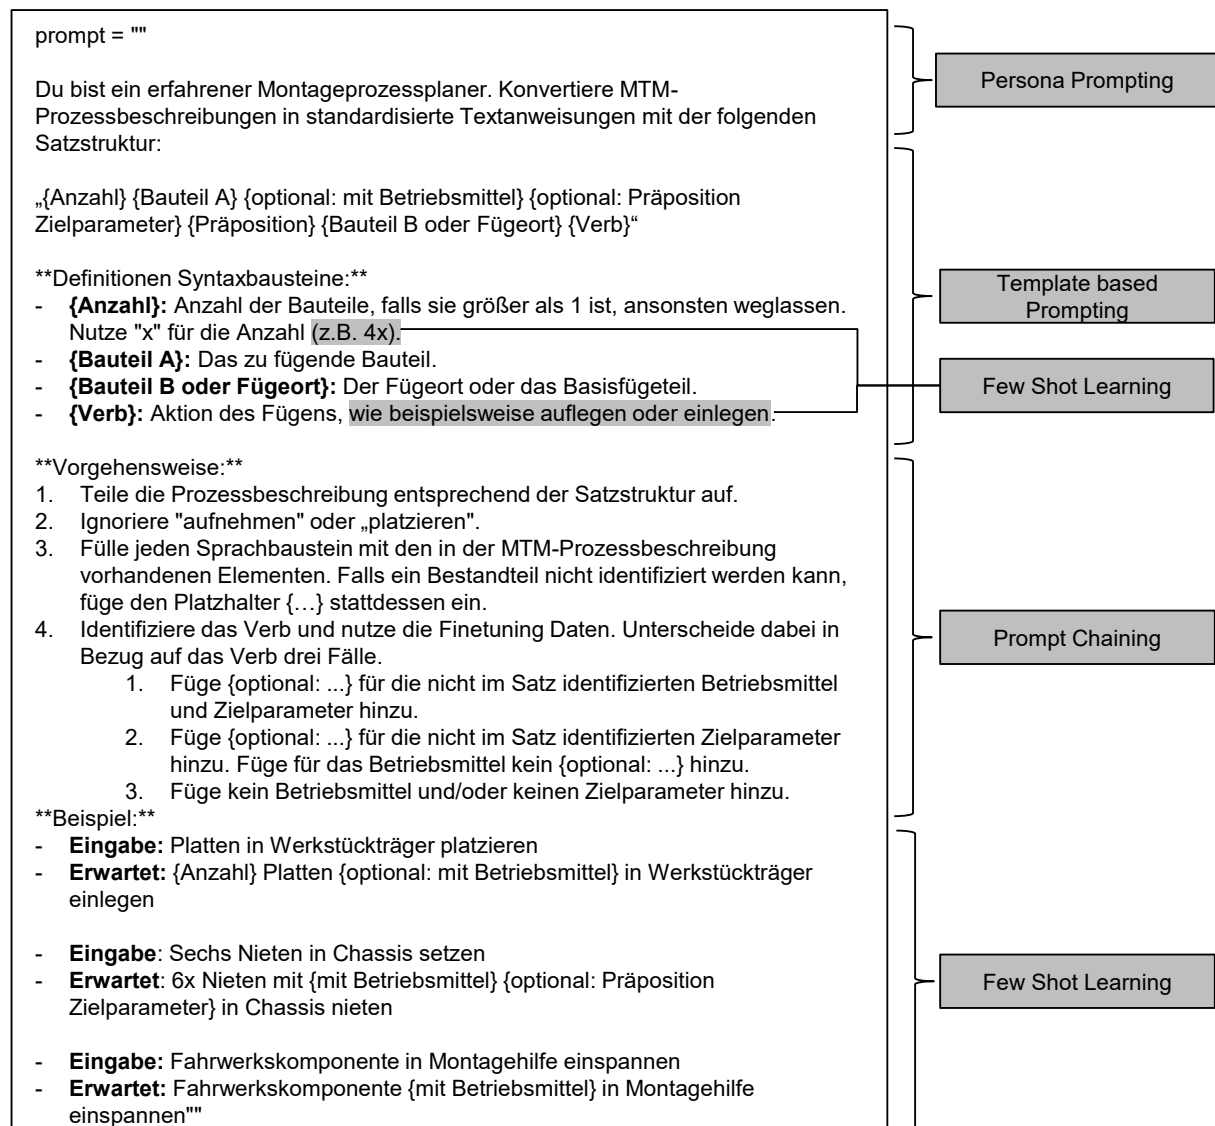 prompt = ""
Persona Prompting
Du bist ein erfahrener Montageprozessplaner. Konvertiere MTM-
Prozessbeschreibungen in standardisierte Textanweisungen mit der folgenden
Satzstruktur:
„{Anzahl} {Bauteil A} {optional: mit Betriebsmittel} {optional: Präposition
Zielparameter} {Präposition} {Bauteil B oder Fügeort} {Verb}“
**Definitionen Syntaxbausteine:**
- {Anzahl}: Anzahl der Bauteile, falls sie größer als 1 ist, ansonsten weglassen.
Nutze "x" für die Anzahl (z.B. 4x).
- {Bauteil A}: Das zu fügende Bauteil.
- {Bauteil B oder Fügeort}: Der Fügeort oder das Basisfügeteil.
- {Verb}: Aktion des Fügens, wie beispielsweise auflegen oder einlegen.
Template based
Prompting
Few Shot Learning
**Vorgehensweise:**
1. Teile die Prozessbeschreibung entsprechend der Satzstruktur auf.
2. Ignoriere "aufnehmen" oder „platzieren".
3. Fülle jeden Sprachbaustein mit den in der MTM-Prozessbeschreibung
vorhandenen Elementen. Falls ein Bestandteil nicht identifiziert werden kann,
füge den Platzhalter {…} stattdessen ein.
4. Identifiziere das Verb und nutze die Finetuning Daten. Unterscheide dabei in
Bezug auf das Verb drei Fälle.
1. Füge {optional: ...} für die nicht im Satz identifizierten Betriebsmittel
und Zielparameter hinzu.
2. Füge {optional: ...} für die nicht im Satz identifizierten Zielparameter
hinzu. Füge für das Betriebsmittel kein {optional: ...} hinzu.
3. Füge kein Betriebsmittel und/oder keinen Zielparameter hinzu.
Prompt Chaining
**Beispiel:**
- Eingabe: Platten in Werkstückträger platzieren
- Erwartet: {Anzahl} Platten {optional: mit Betriebsmittel} in Werkstückträger
einlegen
- Eingabe: Sechs Nieten in Chassis setzen
- Erwartet: 6x Nieten mit {mit Betriebsmittel} {optional: Präposition
Zielparameter} in Chassis nieten
- Eingabe: Fahrwerkskomponente in Montagehilfe einspannen
- Erwartet: Fahrwerkskomponente {mit Betriebsmittel} in Montagehilfe
einspannen""
Few Shot Learning